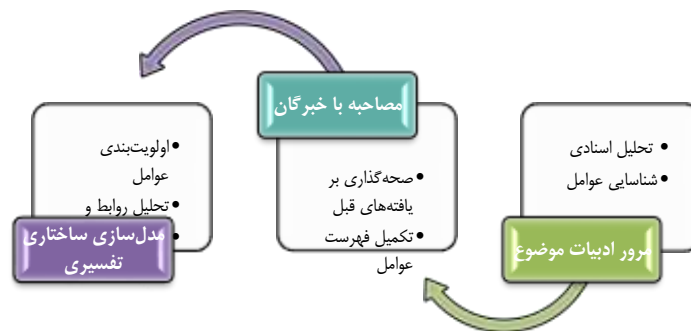 مرور ادبیات موضوع
• تحلیل اسنادی
• شناسایی عوامل
مصاحبه با خبرگان
• صحه‌گذاری بر
یافته‌های قبل
• تکمیل فهرست
عوامل
• اولویت‌بندی
عوامل
• تحلیل روابط و
مدل‌سازی ساختاری
تفسیری